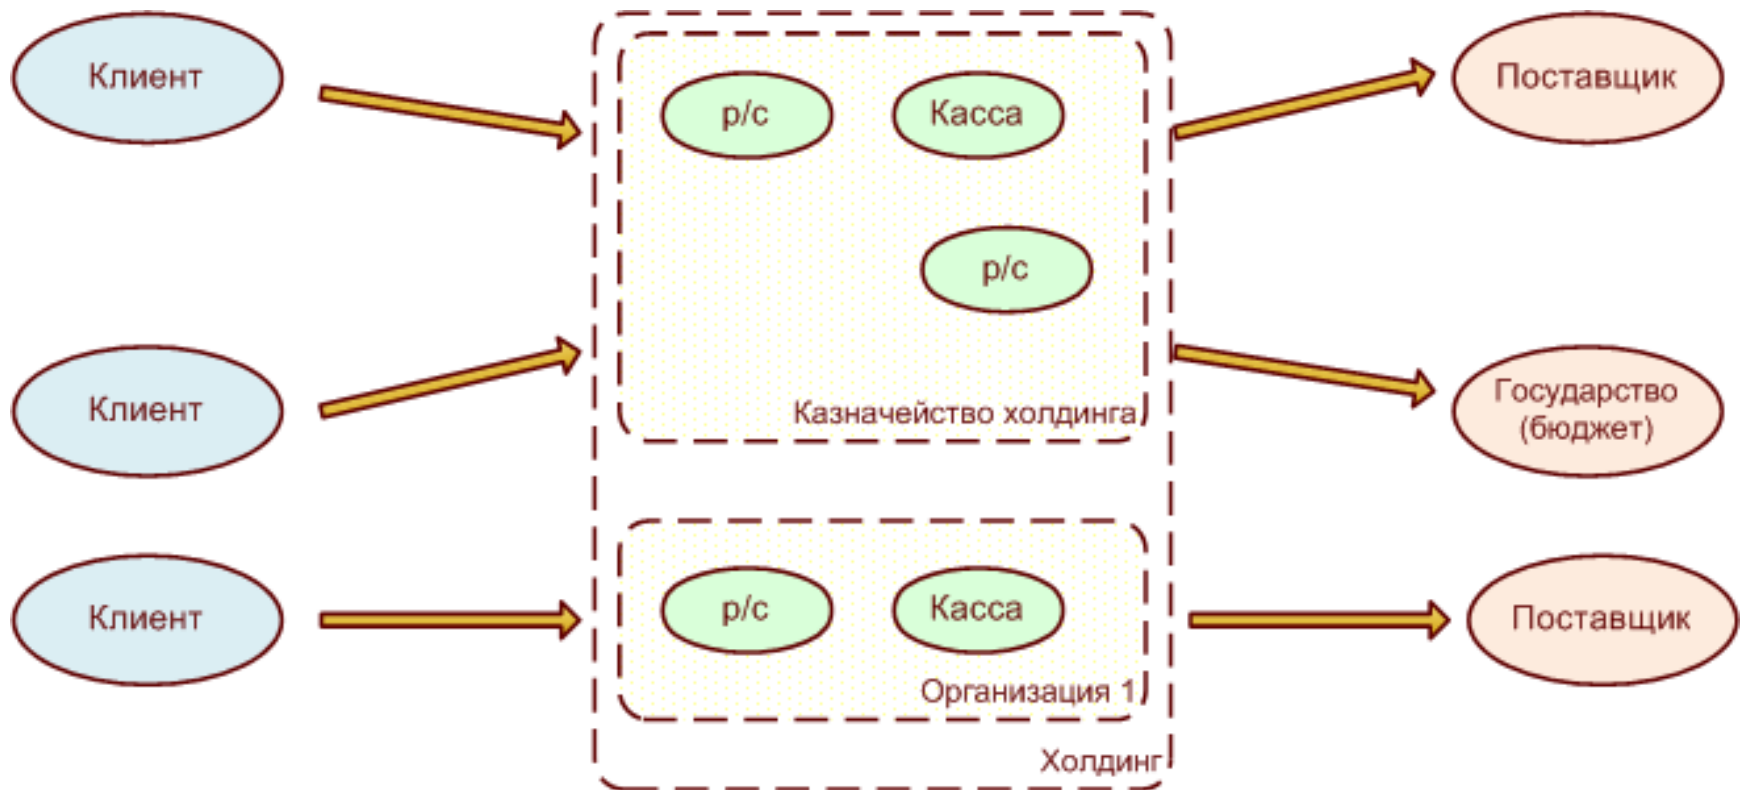 Клиент
р/с
Касса
Поставщик
р/с
Клиент
Казначейство холдинга
Государство
(бюджет)
Клиент
р/с
Касса
Поставщик
Организация 1
Холдинг